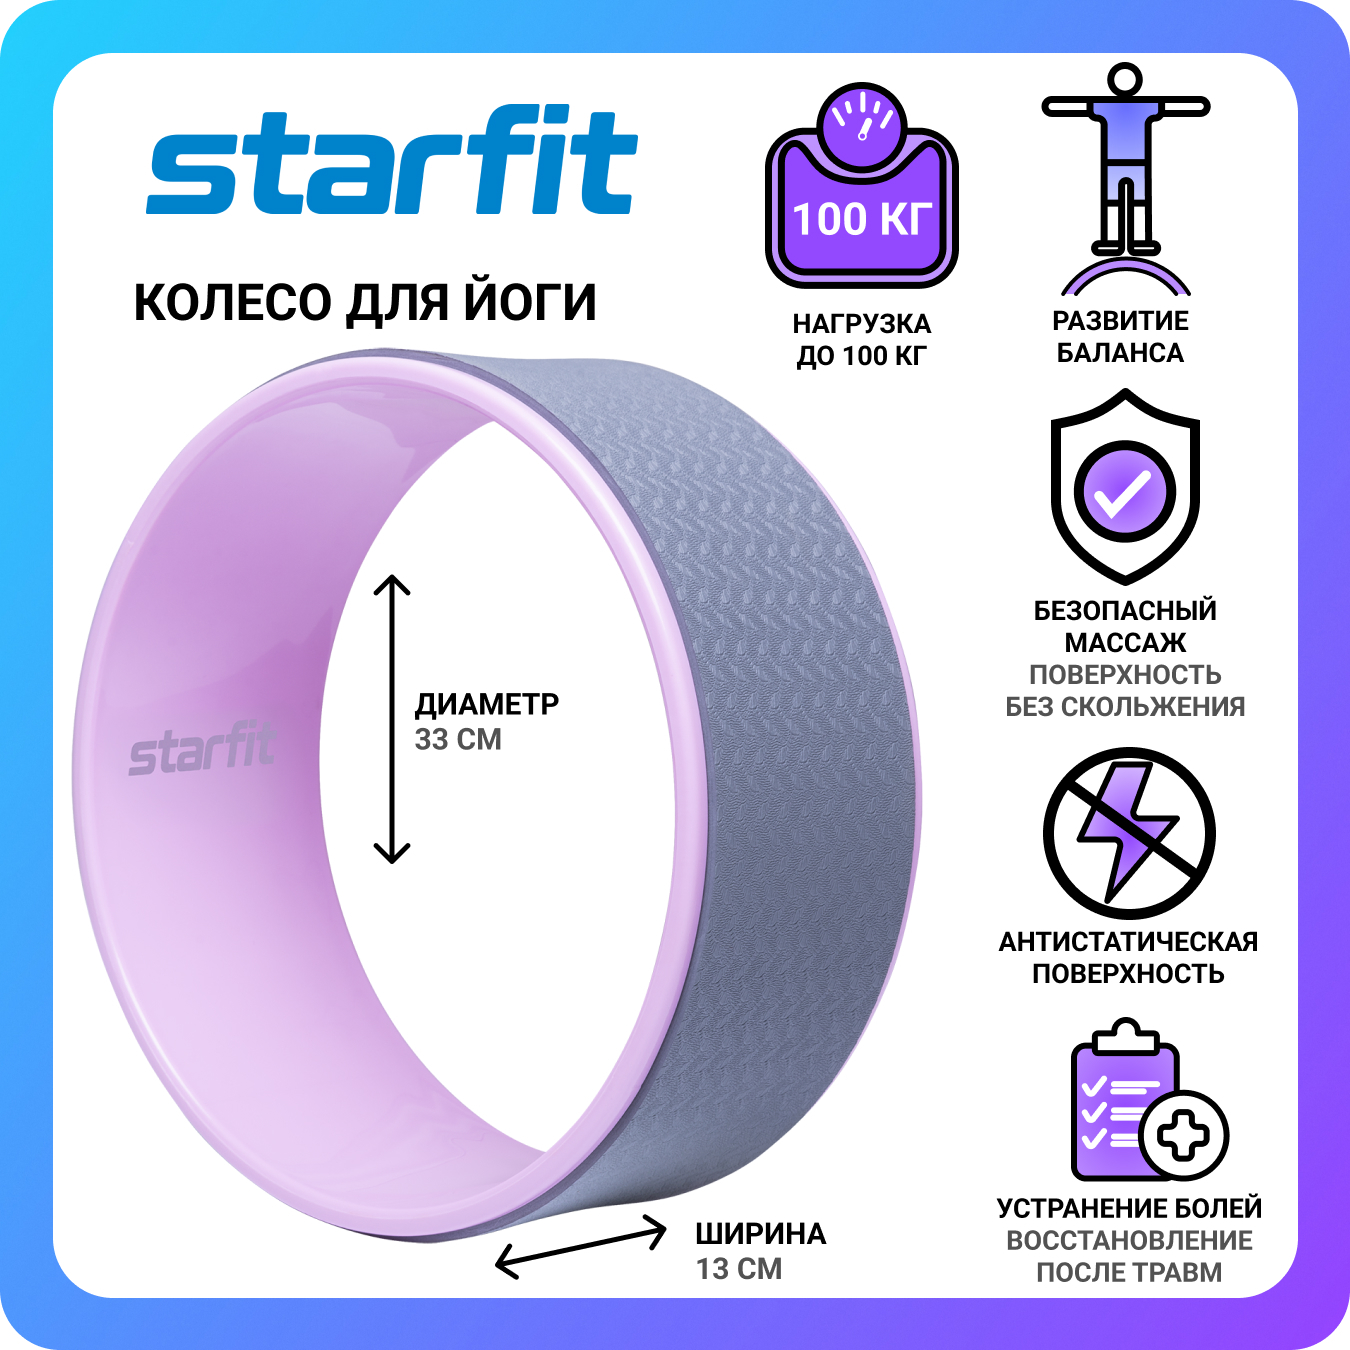 starfit
КОЛЕСО ДЛЯ ЙОГИ
100 КГ
НАГРУЗКА
ДО 100 КГ
РАЗВИТИЕ
БАЛАНСА
БЕЗОПАСНЫЙ
МАССАЖ
ПОВЕРХНОСТЬ
БЕЗ СКОЛЬЖЕНИЯ
ДИАМЕТР
33 СМ
starfit
АНТИСТАТИЧЕСКАЯ
ПОВЕРХНОСТЬ
УСТРАНЕНИЕ БОЛЕЙ
ВОССТАНОВЛЕНИЕ
ПОСЛЕ ТРАВМ
ШИРИНА
13 СМ